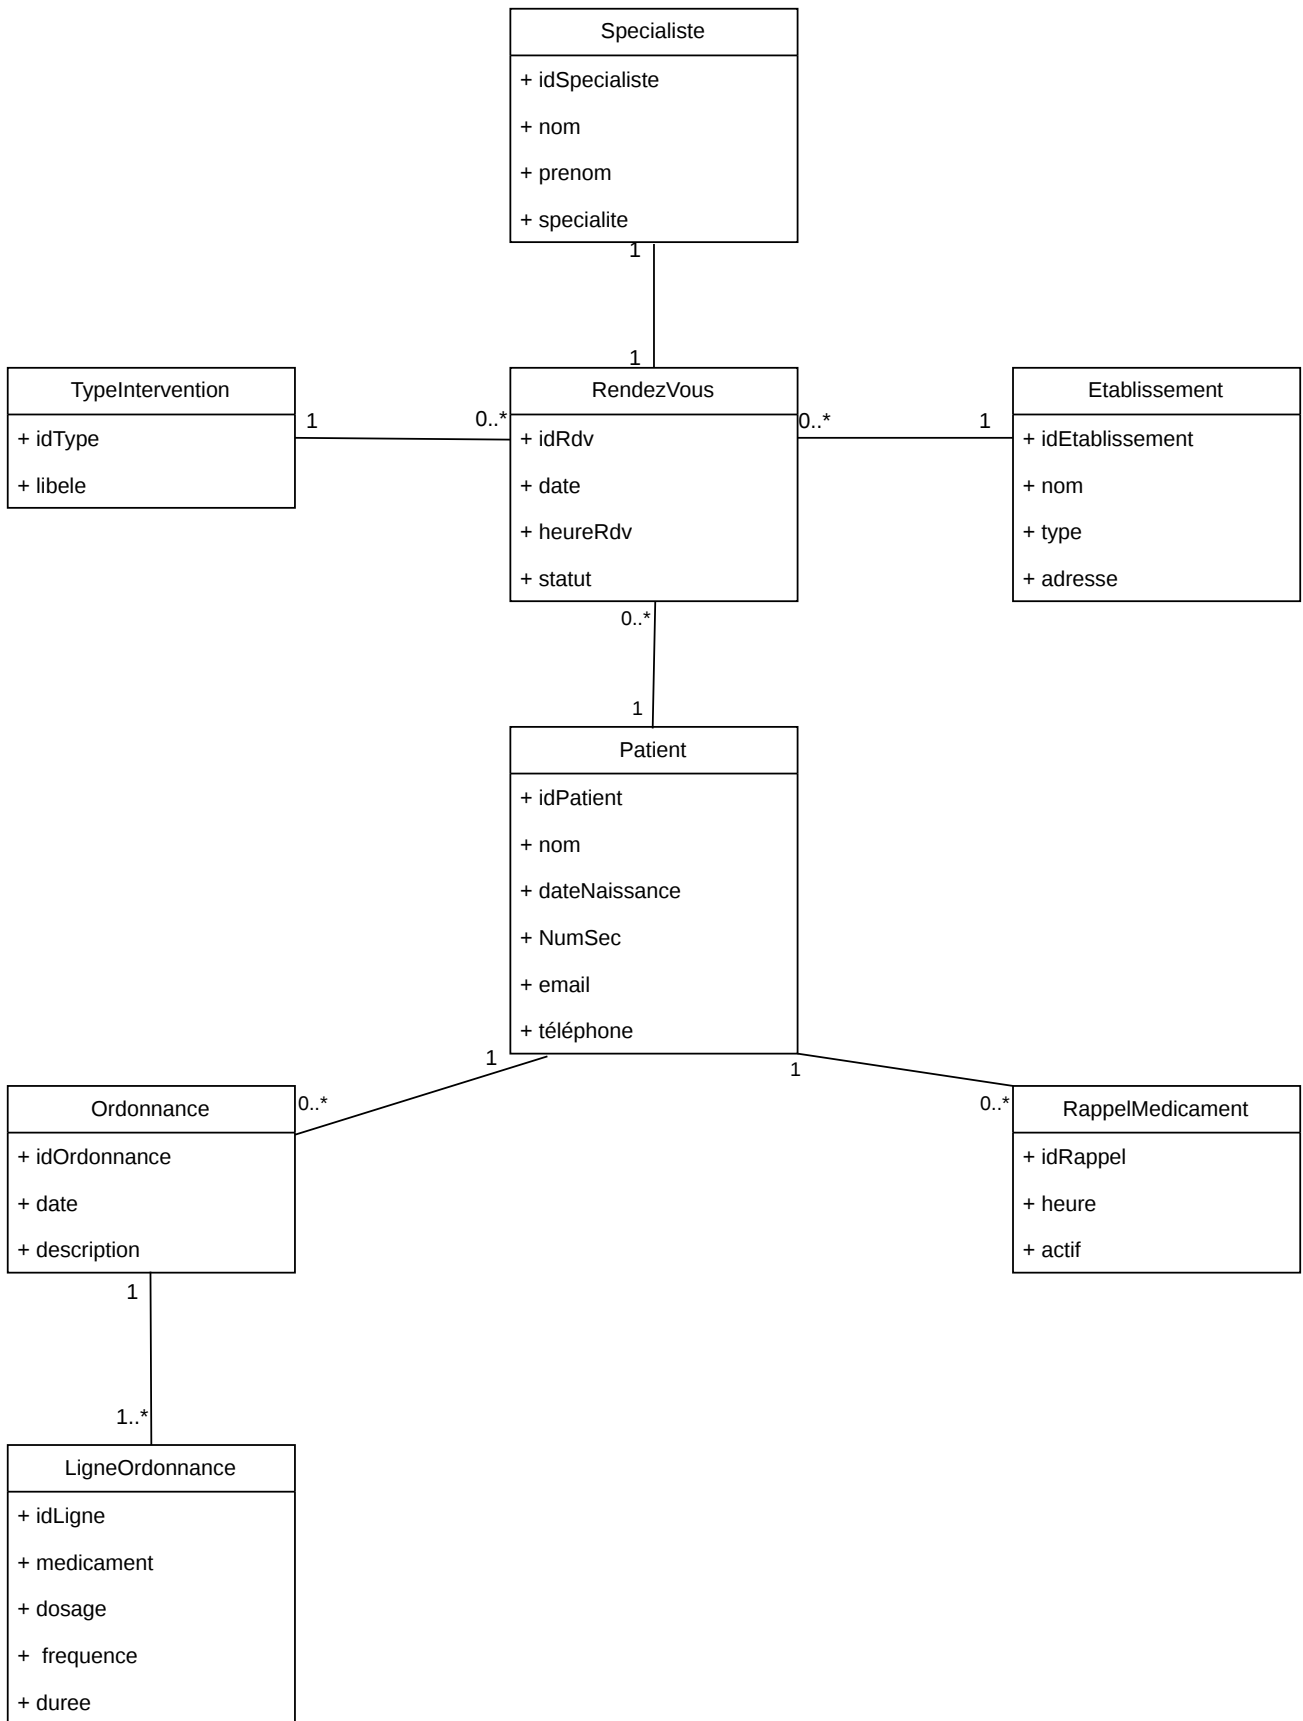 Specialiste
+ idSpecialiste
+ nom
+ prenom
+ specialite
1
1
TypeIntervention
+ idType
+ libele
1
0..*
RendezVous
+ idRdv
+ date
+ heureRdv
+ statut
0..*
1
Etablissement
+ idEtablissement
+ nom
+ type
+ adresse
0..*
1
Patient
+ idPatient
+ nom
+ dateNaissance
+ NumSec
+ email
+ téléphone
1
0..*
1
0..*
Ordonnance
+ idOrdonnance
+ date
+ description
RappelMedicament
+ idRappel
+ heure
+ actif
1
1..*
LigneOrdonnance
+ idLigne
+ medicament
+ dosage
+  frequence
+ duree